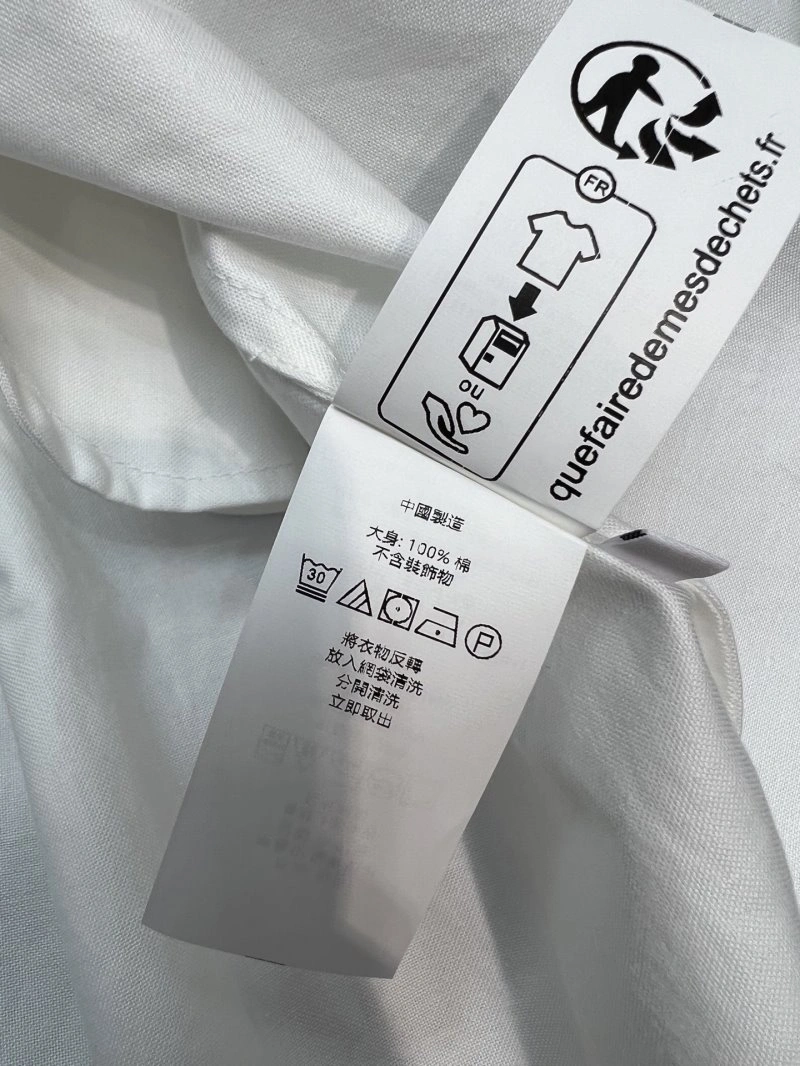 FR
OU
quefairedemesdechets.fr
中國製造
大身: 100% 棉
不含裝飾物
30
P
將衣物反轉
放入網袋清洗
分開清洗
立即取出